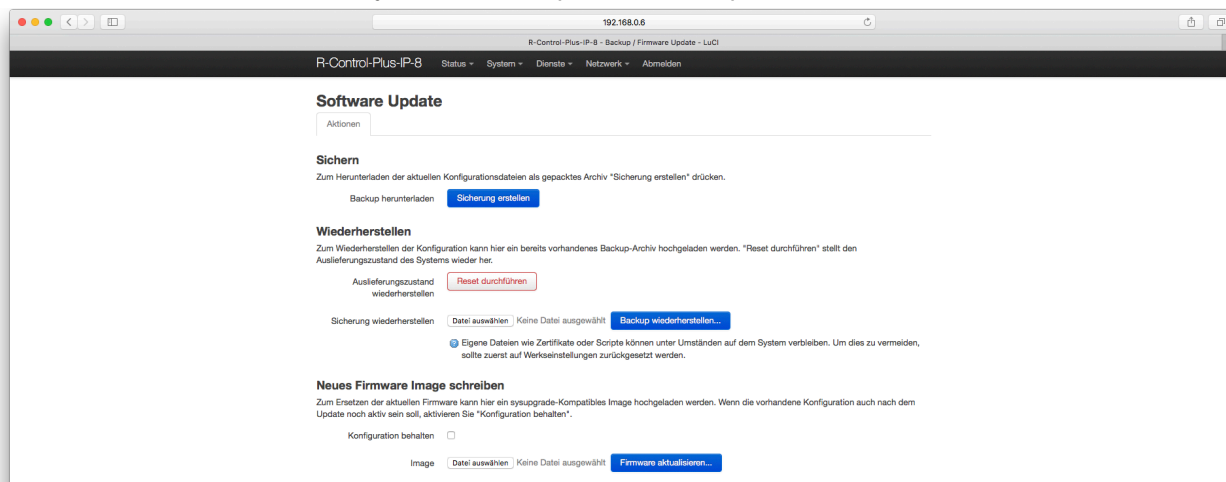 192.168.0.6
R-Control-Plus-IP-8 - Backup / Firmware Update - LuCI
R-Control-Plus-IP-8 Status System Dienste Netzwerk Abmelden
Software Update
Aktionen
Sichern
Zum Herunterladen der aktuellen Konfigurationsdateien als gepacktes Archiv "Sicherung erstellen" drücken.
Backup herunterladen Sicherung erstellen
Wiederherstellen
Zum Wiederherstellen der Konfiguration kann hier ein bereits vorhandenes Backup-Archiv hochgeladen werden. "Reset durchführen" stellt den
Auslieferungszustand des Systems wieder her.
Auslieferungszustand Reset durchführen
wiederherstellen
Sicherung wiederherstellen Datei auswählen Keine Datei ausgewählt Backup wiederherstellen...
Eigene Dateien wie Zertifikate oder Scripte können unter Umständen auf dem System verbleiben. Um dies zu vermeiden,
sollte zuerst auf Werkseinstellungen zurückgesetzt werden.
Neues Firmware Image schreiben
Zum Ersetzen der aktuellen Firmware kann hier ein sysupgrade-Kompatibles Image hochgeladen werden. Wenn die vorhandene Konfiguration auch nach dem
Update noch aktiv sein soll, aktivieren Sie "Konfiguration behalten".
Konfiguration behalten
Image Datei auswählen Keine Datei ausgewählt Firmware aktualisieren...